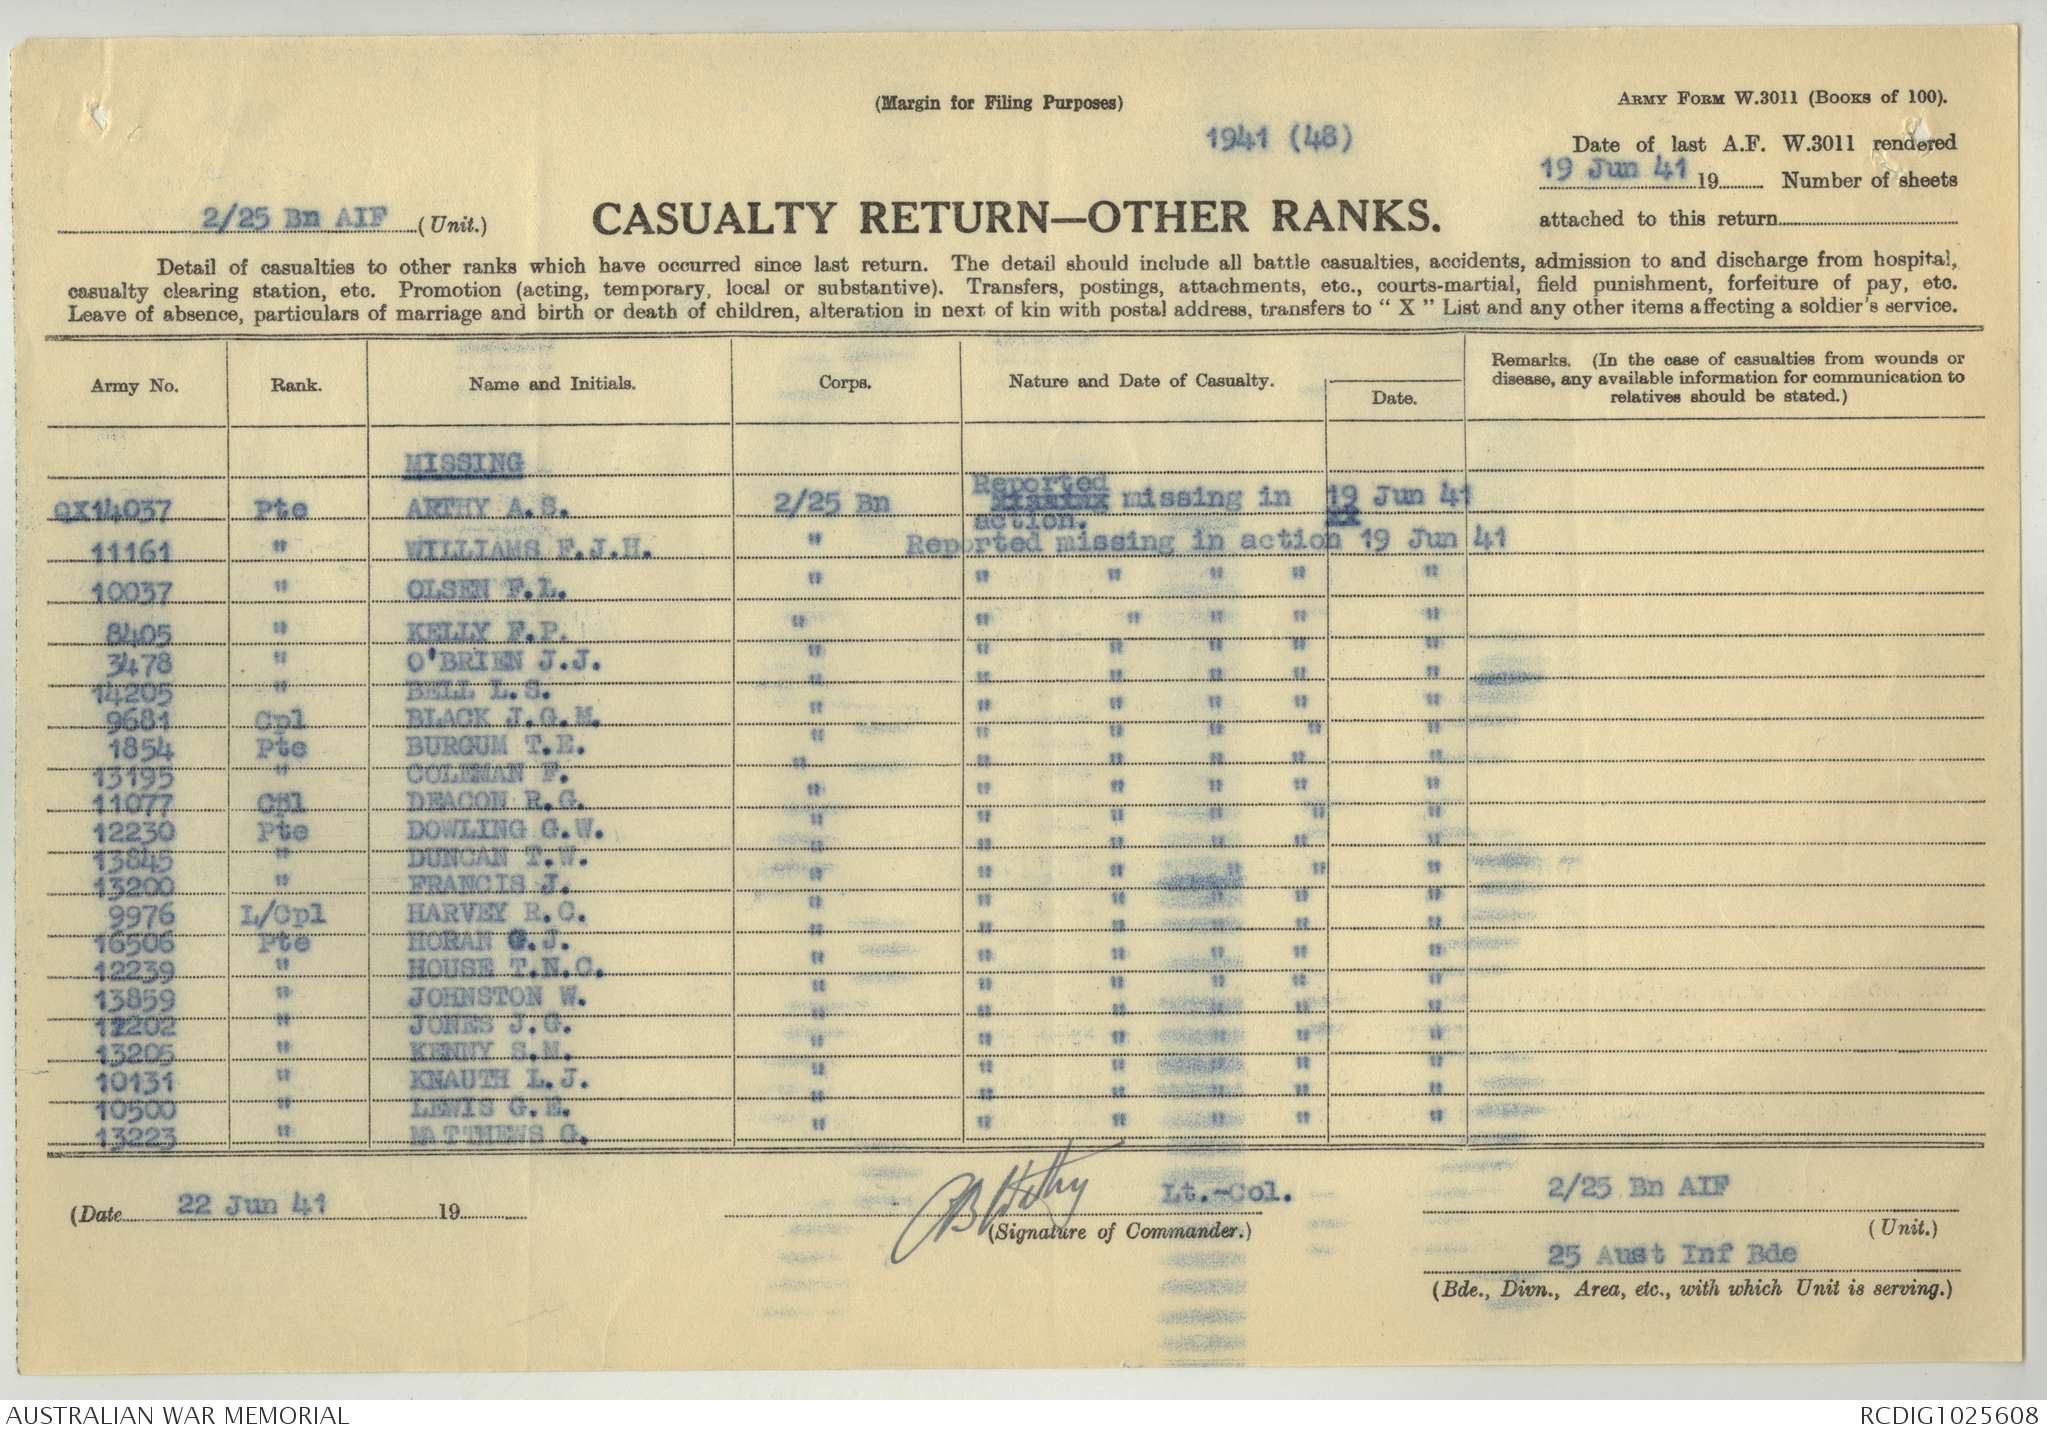 (Margin for Filing Purposes)
ARMY FORM W.3011 (BOOKS OF 100).
1941 (48)
Date of last A.F. W.3011 rendered
19 Jun 41 19 Number of sheets
attached to this return
2/25 Bn AIF (Unit.)
CASUALTY RETURN—OTHER RANKS.
Detail of casualties to other ranks which have occurred since last return. The detail should include all battle casualties, accidents, admission to and discharge from hospital,
casualty clearing station, etc. Promotion (acting, temporary, local or substantive). Transfers, postings, attachments, etc., courts-martial, field punishment, forfeiture of pay, etc.
Leave of absence, particulars of marriage and birth or death of children, alteration in next of kin with postal address, transfers to "X" List and any other items affecting a soldier's service.
Army No. Rank. Name and Initials. Corps. Nature and Date of Casualty. Date. Remarks. (In the case of casualties from wounds or
disease, any available information for communication to
relatives should be stated.)
MISSING
QX14037 Pte ARTHY A.S. 2/25 Bn Reported missing in action. 19 Jun 41
11161 " WILLIAMS F.J.H. " Reported missing in action 19 Jun 41
10037 " OLSEN F.L. " " " " " "
8405 " KELLY F.P. " " " " " "
3478 " O'BRIEN J.J. " " " " " "
14205 " BELL L.S. " " " " " "
9681 Cpl BLACK J.G.M. " " " " " "
1854 Pte BURGUM T.E. " " " " " "
13195 " COLEMAN F. " " " " " "
11077 Cpl DEACON R.G. " " " " " "
12230 Pte DOWLING G.W. " " " " " "
13845 " DUNCAN T.W. " " " " " "
13200 " FRANCIS J. " " " " " "
9976 L/Cpl HARVEY R.C. " " " " " "
16506 Pte HORAN G.J. " " " " " "
12239 " HOUSE T.N.C. " " " " " "
13859 " JOHNSTON W. " " " " " "
" JONES J.G. " " " " " "
13205 " KENNY S.M. " " " " " "
10131 " KNAUTH L.J. " " " " " "
10500 " LEWIS G.E. " " " " " "
13223 " MATTHEWS G. " " " " " "
(Date 22 Jun 41 19
Lt.-Col.
(Signature of Commander.)
2/25 Bn AIF
(Unit.)
25 Aust Inf Bde
(Bde., Divn., Area, etc., with which Unit is serving.)
AUSTRALIAN WAR MEMORIAL
RCDIG1025608